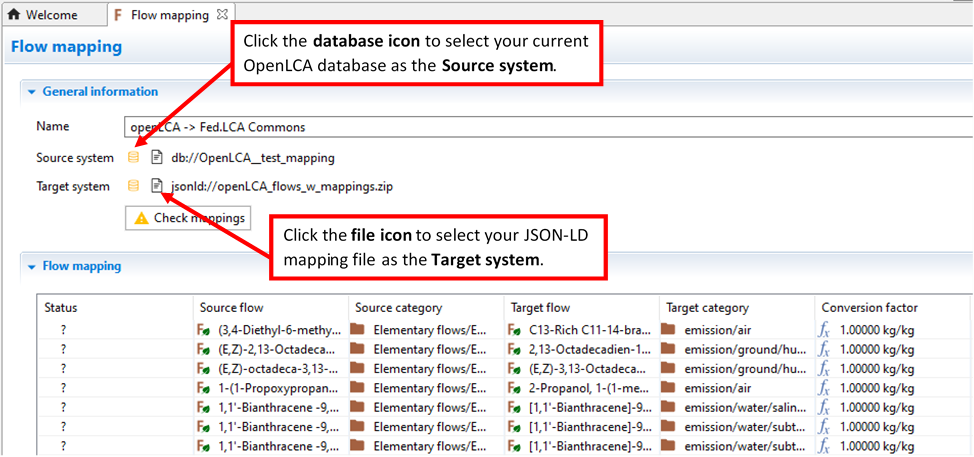 Welcome
Flow mapping
Flow mapping
Click the database icon to select your current
OpenLCA database as the Source system.
General information
Name openLCA -> Fed.LCA Commons
Source system db://OpenLCA__test_mapping
Target system jsonld://openLCA_flows_w_mappings.zip
Check mappings
Click the file icon to select your JSON-LD
mapping file as the Target system.
Flow mapping
Status Source flow Source category Target flow Target category Conversion factor
? (3,4-Diethyl-6-methy... Elementary flows/E... C13-Rich C11-14-bra... emission/air 1.00000 kg/kg
? (E,Z)-2,13-Octadeca... Elementary flows/E... 2,13-Octadecadien-1... emission/ground/hu... 1.00000 kg/kg
? (E,Z)-octadeca-3,13-... Elementary flows/E... (E,Z)-3,13-Octadeca... emission/ground/hu... 1.00000 kg/kg
? 1-(1-Propoxypropan... Elementary flows/E... 2-Propanol, 1-(1-me... emission/air 1.00000 kg/kg
? 1,1'-Bianthracene -9,... Elementary flows/E... [1,1'-Bianthracene]-9... emission/water/salin... 1.00000 kg/kg
? 1,1'-Bianthracene -9,... Elementary flows/E... [1,1'-Bianthracene]-9... emission/water/subt... 1.00000 kg/kg
? 1,1'-Bianthracene -9,... Elementary flows/E... [1,1'-Bianthracene]-9... emission/water/subt... 1.00000 kg/kg